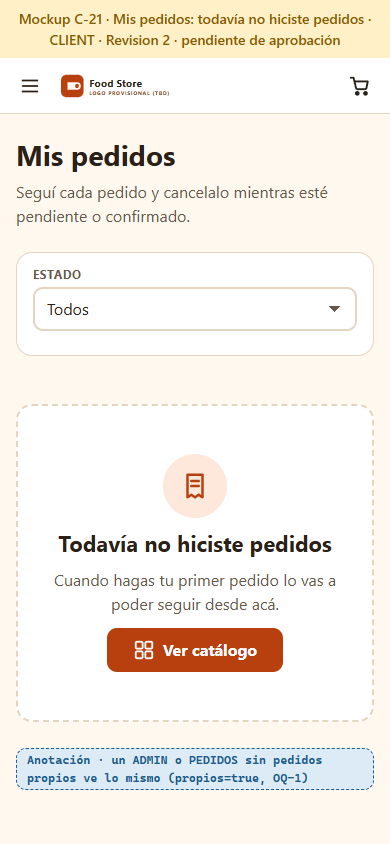 Mockup C-21 · Mis pedidos: todavía no hiciste pedidos ·
CLIENT · Revision 2 · pendiente de aprobación
Food Store
LOGO PROVISIONAL (TBD)
Mis pedidos
Seguí cada pedido y cancelalo mientras esté
pendiente o confirmado.
ESTADO
Todos
Todavía no hiciste pedidos
Cuando hagas tu primer pedido lo vas a
poder seguir desde acá.
Ver catálogo
Anotación · un ADMIN o PEDIDOS sin pedidos
propios ve lo mismo (propios=true, OQ-1)